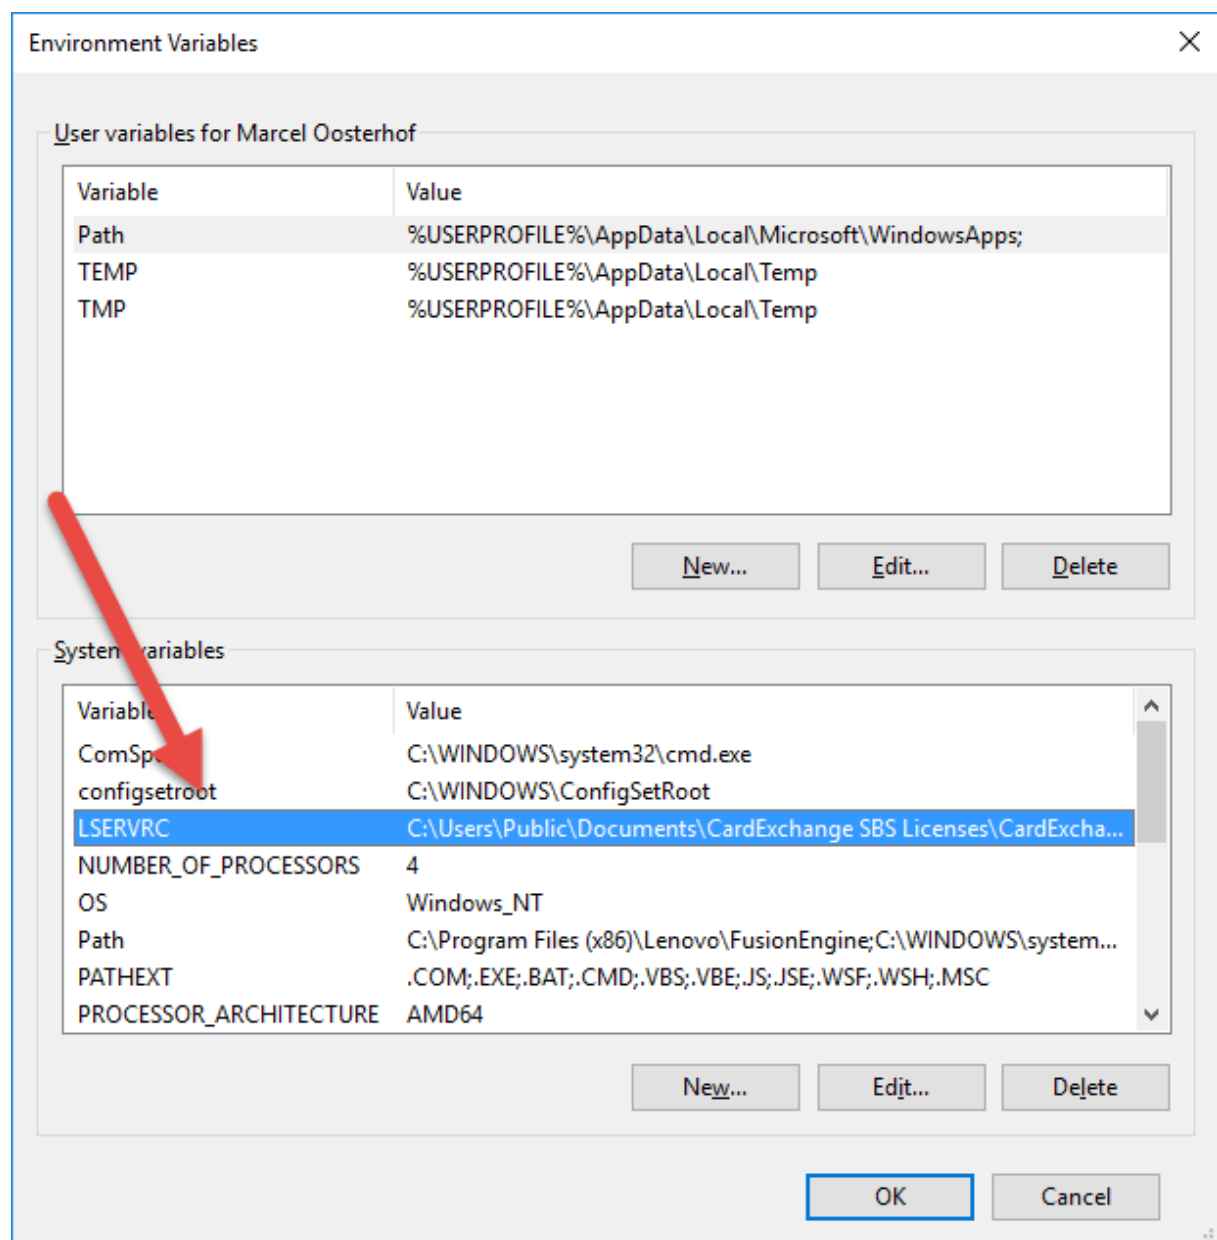 Environment Variables
User variables for Marcel Oosterhof
Variable Value
Path %USERPROFILE%\AppData\Local\Microsoft\WindowsApps;
TEMP %USERPROFILE%\AppData\Local\Temp
TMP %USERPROFILE%\AppData\Local\Temp
New... Edit... Delete
System variables
Variable Value
C:\WINDOWS\system32\cmd.exe
configsetroot C:\WINDOWS\ConfigSetRoot
LSERVRC C:\Users\Public\Documents\CardExchange SBS Licenses\CardExcha...
NUMBER_OF_PROCESSORS 4
OS Windows_NT
Path C:\Program Files (x86)\Lenovo\FusionEngine;C:\WINDOWS\system...
PATHEXT .COM;.EXE;.BAT;.CMD;.VBS;.VBE;.JS;.JSE;.WSF;.WSH;.MSC
PROCESSOR_ARCHITECTURE AMD64
New... Edit... Delete
OK Cancel